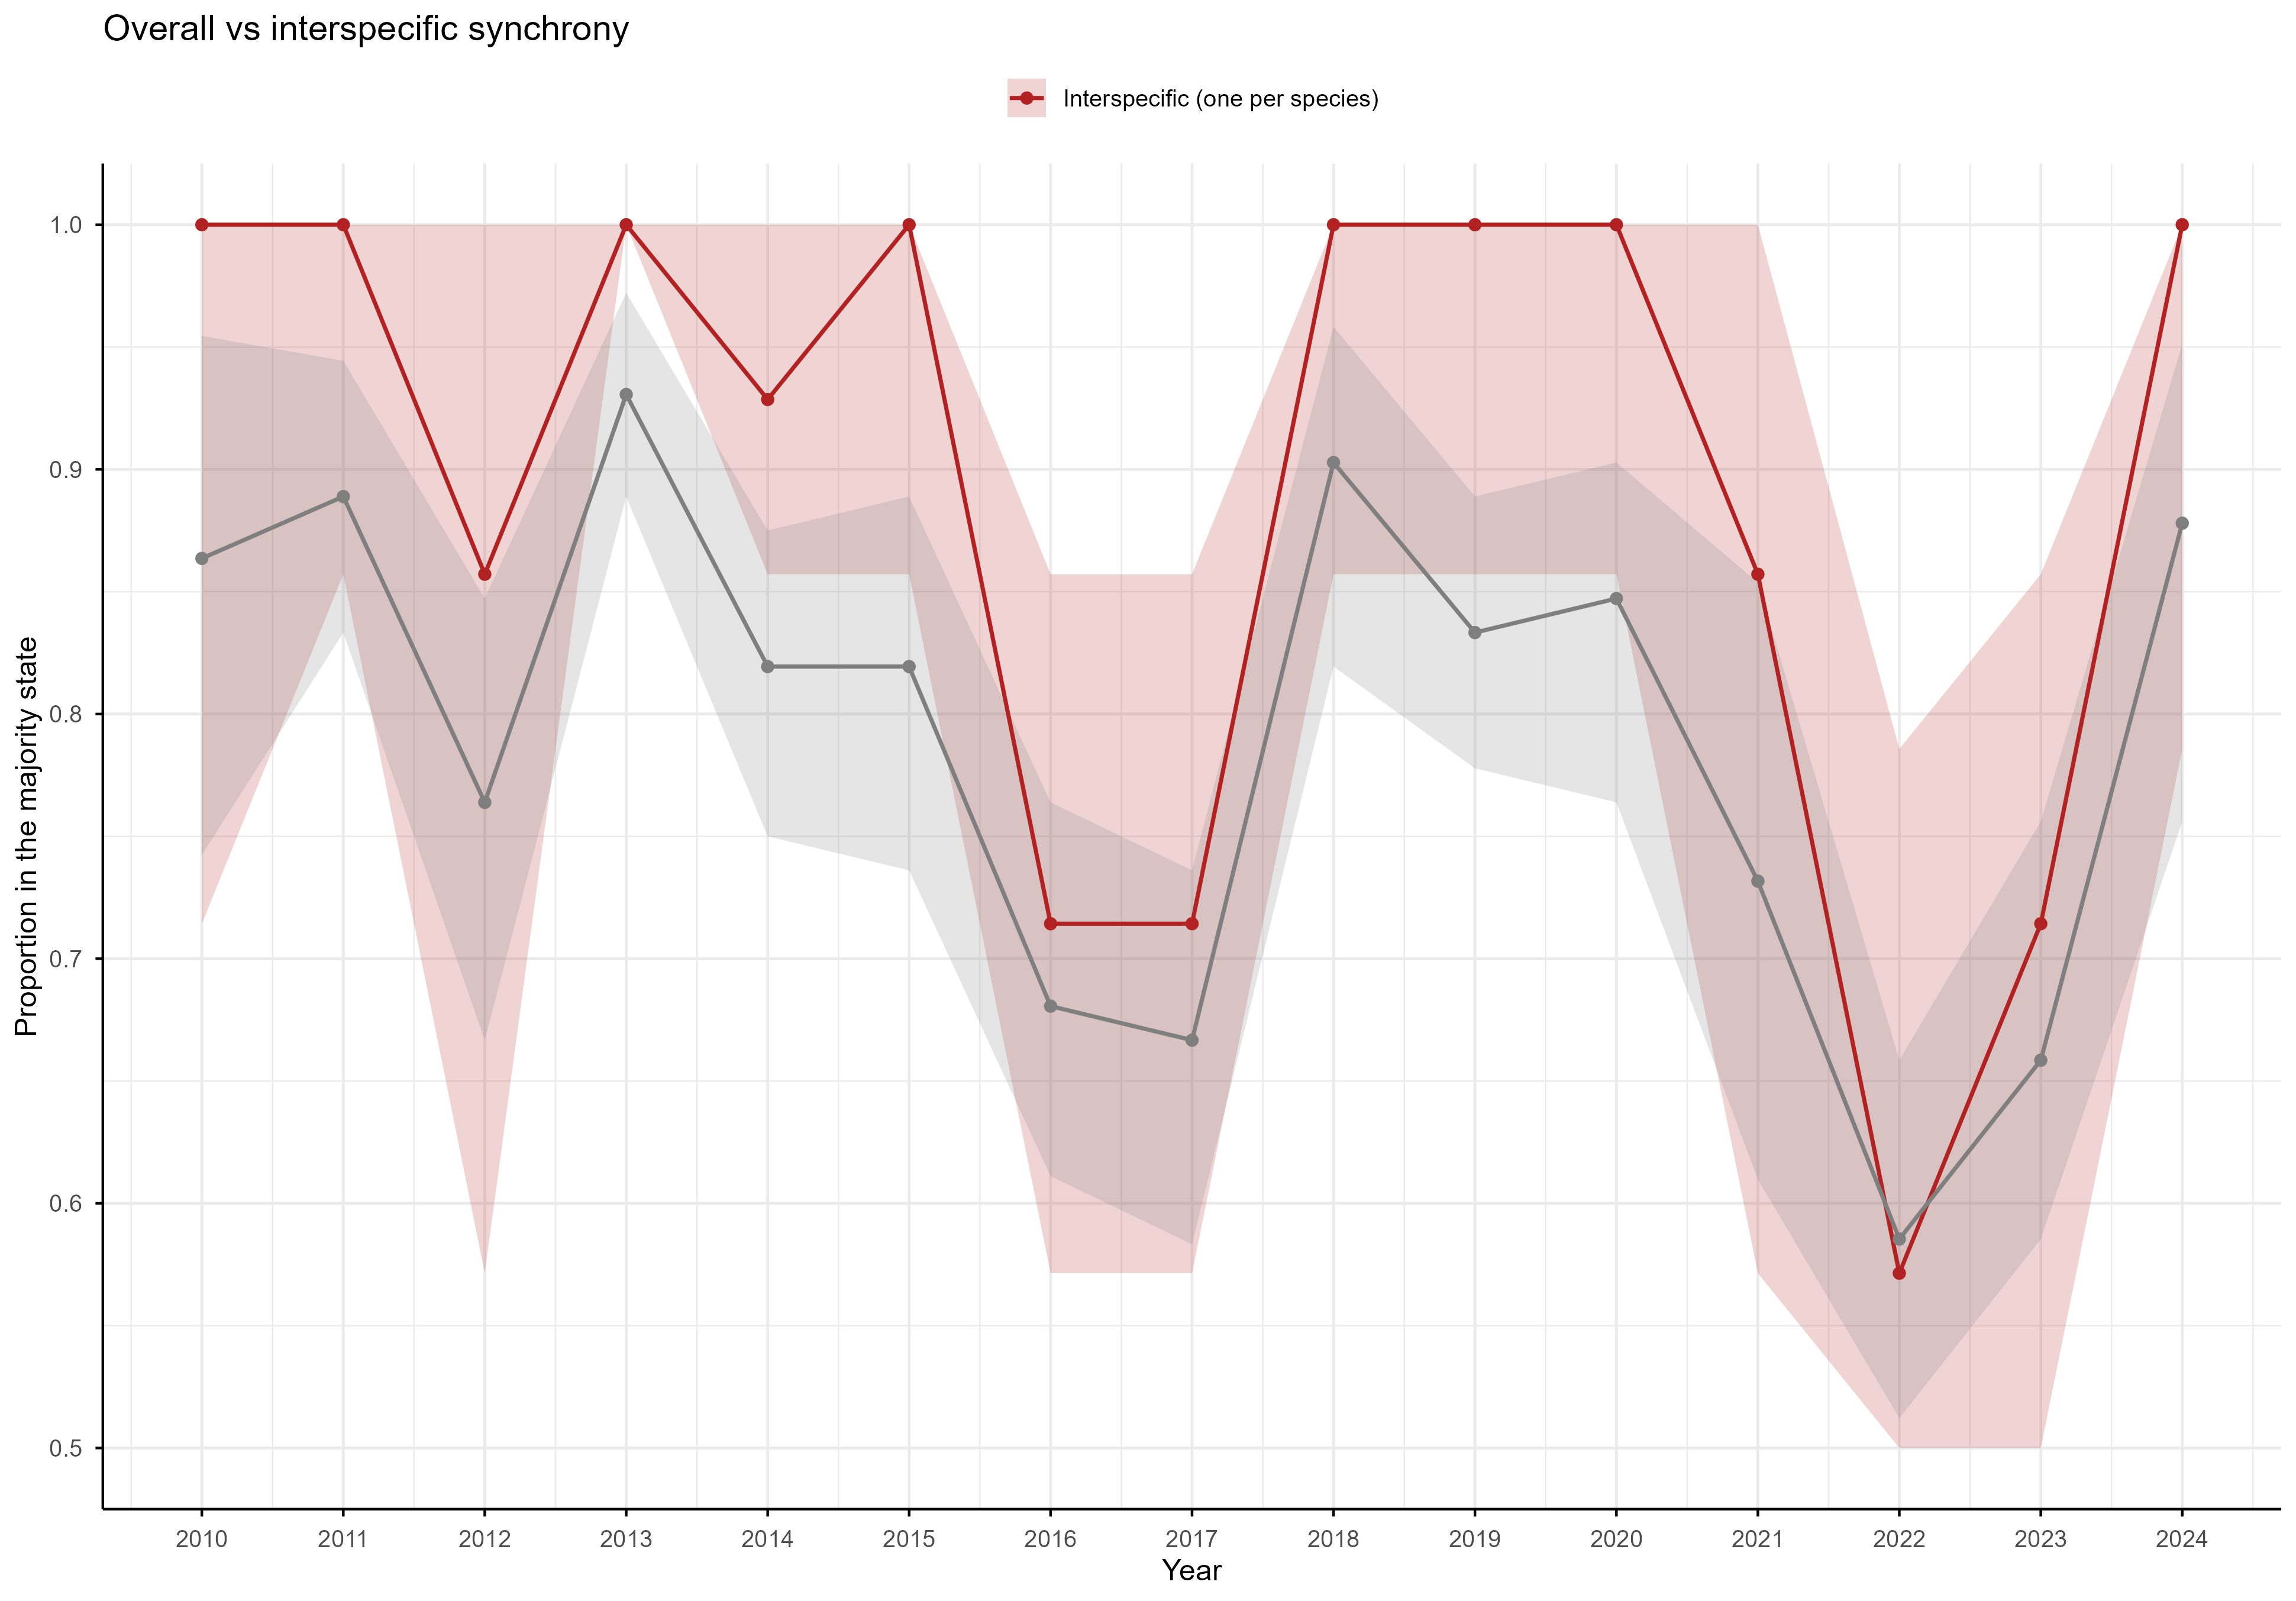 Overall vs interspecific synchrony
Interspecific (one per species)
Proportion in the majority state
1.0
0.9
0.8
0.7
0.6
0.5
2010 2011 2012 2013 2014 2015 2016 2017 2018 2019 2020 2021 2022 2023 2024
Year